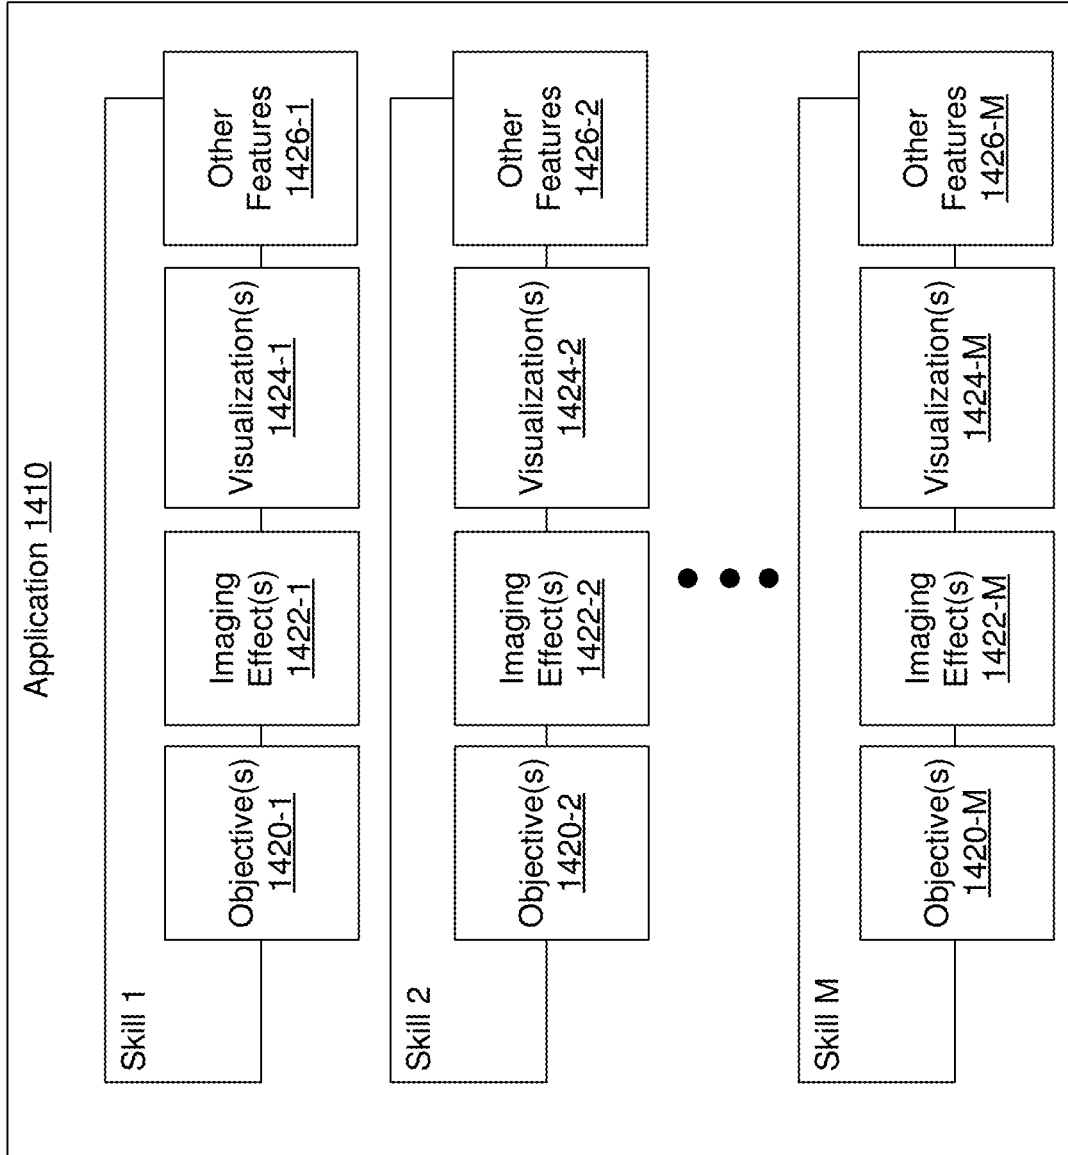 Application 1410
Skill 1
Objective(s)
1420-1
Imaging
Effect(s)
1422-1
Visualization(s)
1424-1
Other
Features
1426-1
Skill 2
Objective(s)
1420-2
Imaging
Effect(s)
1422-2
Visualization(s)
1424-2
Other
Features
1426-2
Skill M
Objective(s)
1420-M
Imaging
Effect(s)
1422-M
Visualization(s)
1424-M
Other
Features
1426-M